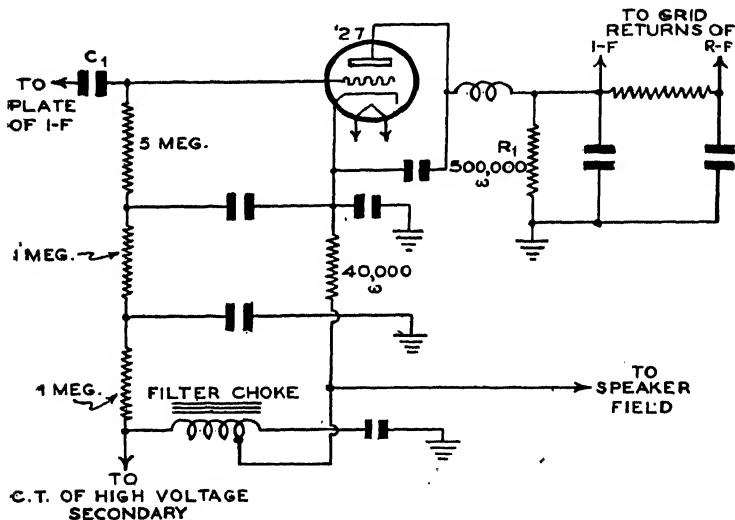 TO GRID
RETURNS OF
I-F
R-F
C1
'27
TO
PLATE
OF I-F
5 MEG.
R1
500,000
ω
1 MEG.
40,000
ω
TO
SPEAKER
FIELD
1 MEG.
FILTER CHOKE
TO
C.T. OF HIGH VOLTAGE
SECONDARY